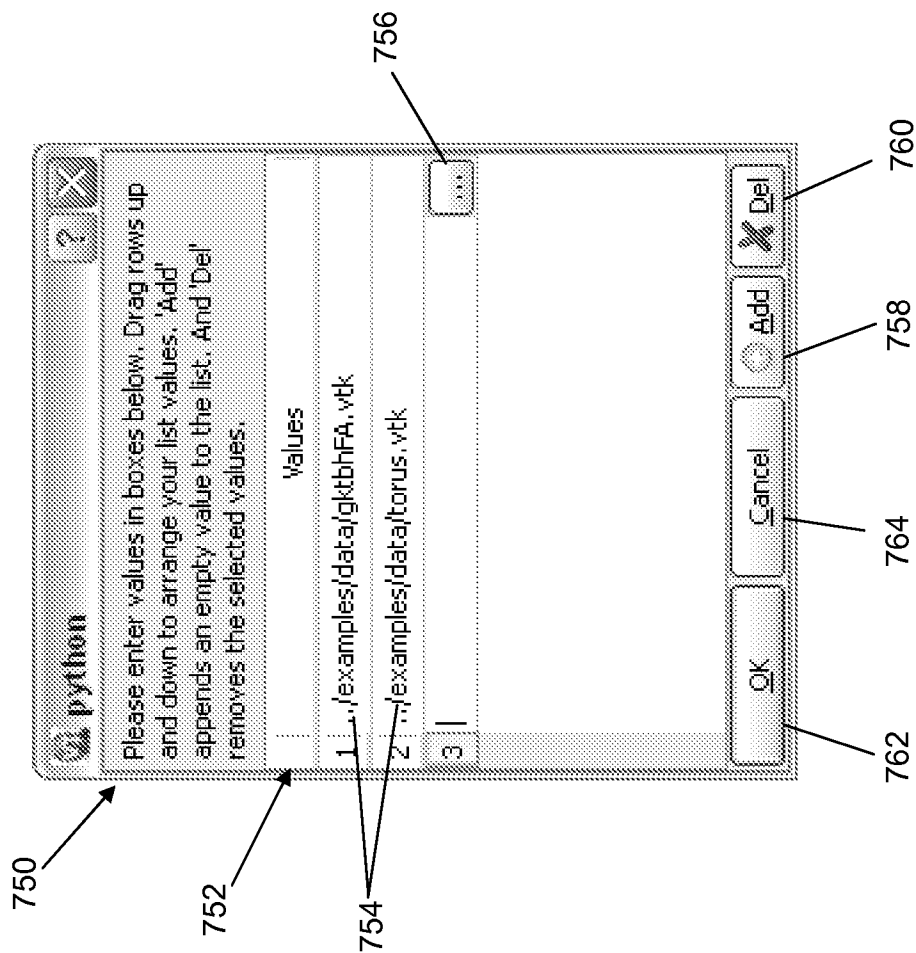 750
python
Please enter values in boxes below. Drag rows up
and down to arrange your list values. 'Add'
appends an empty value to the list. And 'Del'
removes the selected values.
752
Values
754
1 ../examples/data/gktbhFA.vtk
2 ../examples/data/torus.vtk
3 ...
756
OK Cancel Add Del
762 764 758 760